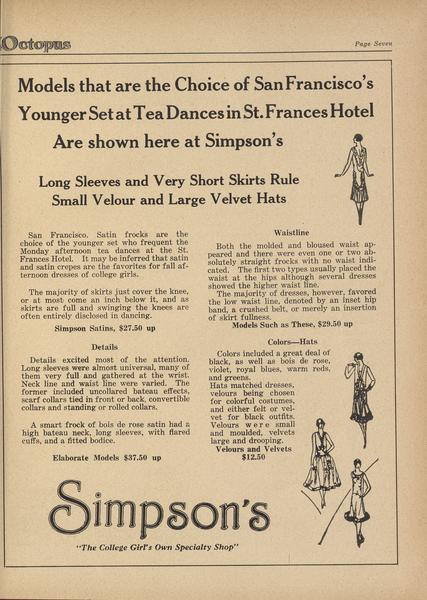 Octopus
Page Seven
Models that are the Choice of San Francisco's
Younger Set at Tea Dances in St. Frances Hotel
Are shown here at Simpson's
Long Sleeves and Very Short Skirts Rule
Small Velour and Large Velvet Hats
San Francisco. Satin frocks are the
choice of the younger set who frequent the
Monday afternoon tea dances at the St.
Frances Hotel. It may be inferred that satin
and satin crepes are the favorites for fall af-
ternoon dresses of college girls.
The majority of skirts just cover the knee,
or at most come an inch below it, and as
skirts are full and swinging the knees are
often entirely disclosed in dancing.
Simpson Satins, $27.50 up
Details
Details excited most of the attention.
Long sleeves were almost universal, many of
them very full and gathered at the wrist.
Neck line and waist line were varied. The
former included uncollared bateau effects,
scarf collars tied in front or back, convertible
collars and standing or rolled collars.
A smart frock of bois de rose satin had a
high bateau neck, long sleeves, with flared
cuffs, and a fitted bodice.
Elaborate Models $37.50 up
Waistline
Both the molded and bloused waist ap-
peared and there were even one or two ab-
solutely straight frocks with no waist indi-
cated. The first two types usually placed the
waist at the hips although several dresses
showed the higher waist line.
The majority of dresses, however, favored
the low waist line, denoted by an inset hip
band, a crushed belt, or merely an insertion
of skirt fullness.
Models Such as These, $29.50 up
Colors—Hats
Colors included a great deal of
black, as well as bois de rose,
violet, royal blues, warm reds,
and greens.
Hats matched dresses,
velours being chosen
for colorful costumes,
and either felt or vel-
vet for black outfits.
Velours were small
and moulded, velvets
large and drooping.
Velours and Velvets
$12.50
Simpson's
"The College Girl's Own Specialty Shop"